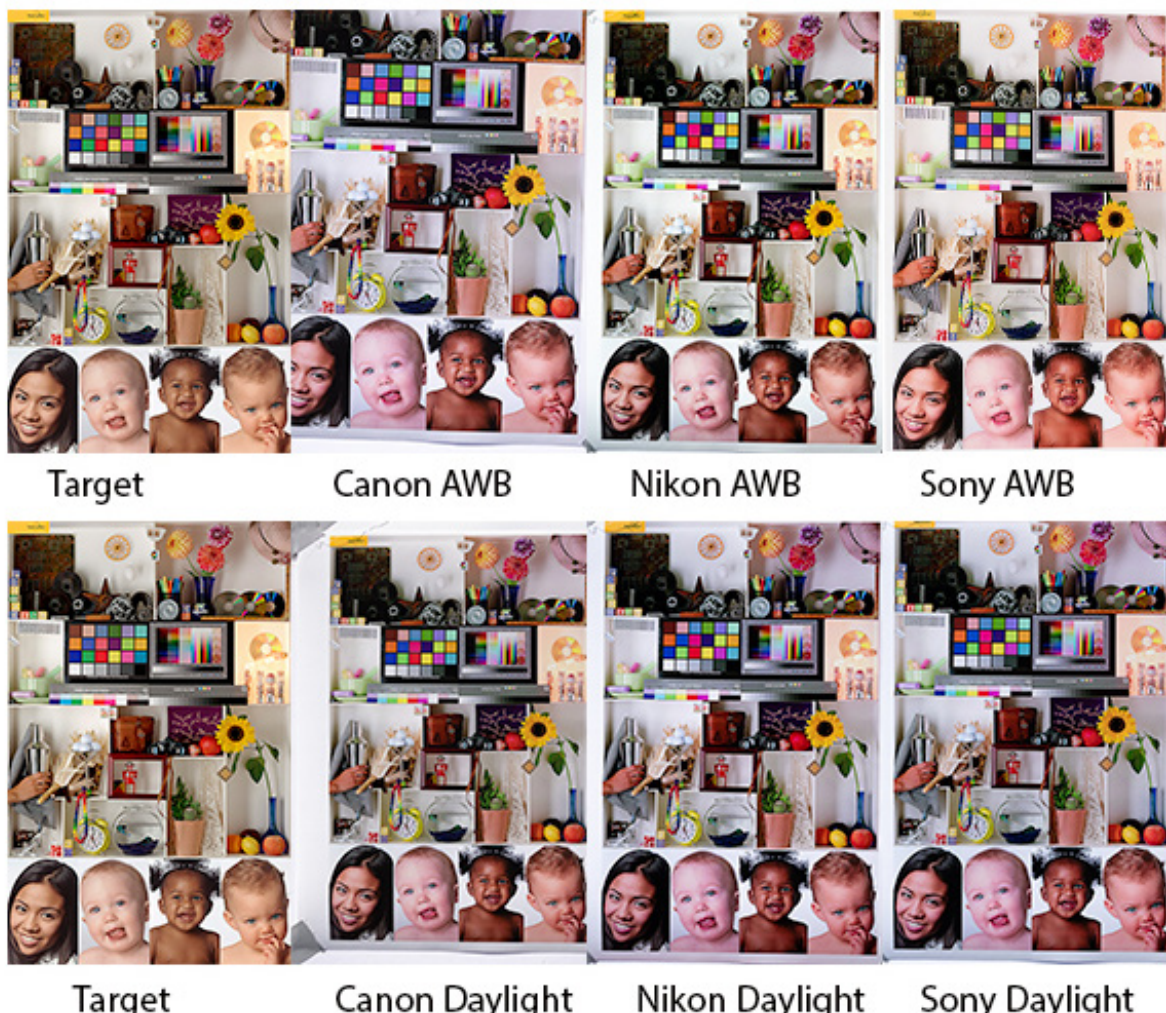 Target
Canon AWB
Nikon AWB
Sony AWB
Target
Canon Daylight
Nikon Daylight
Sony Daylight